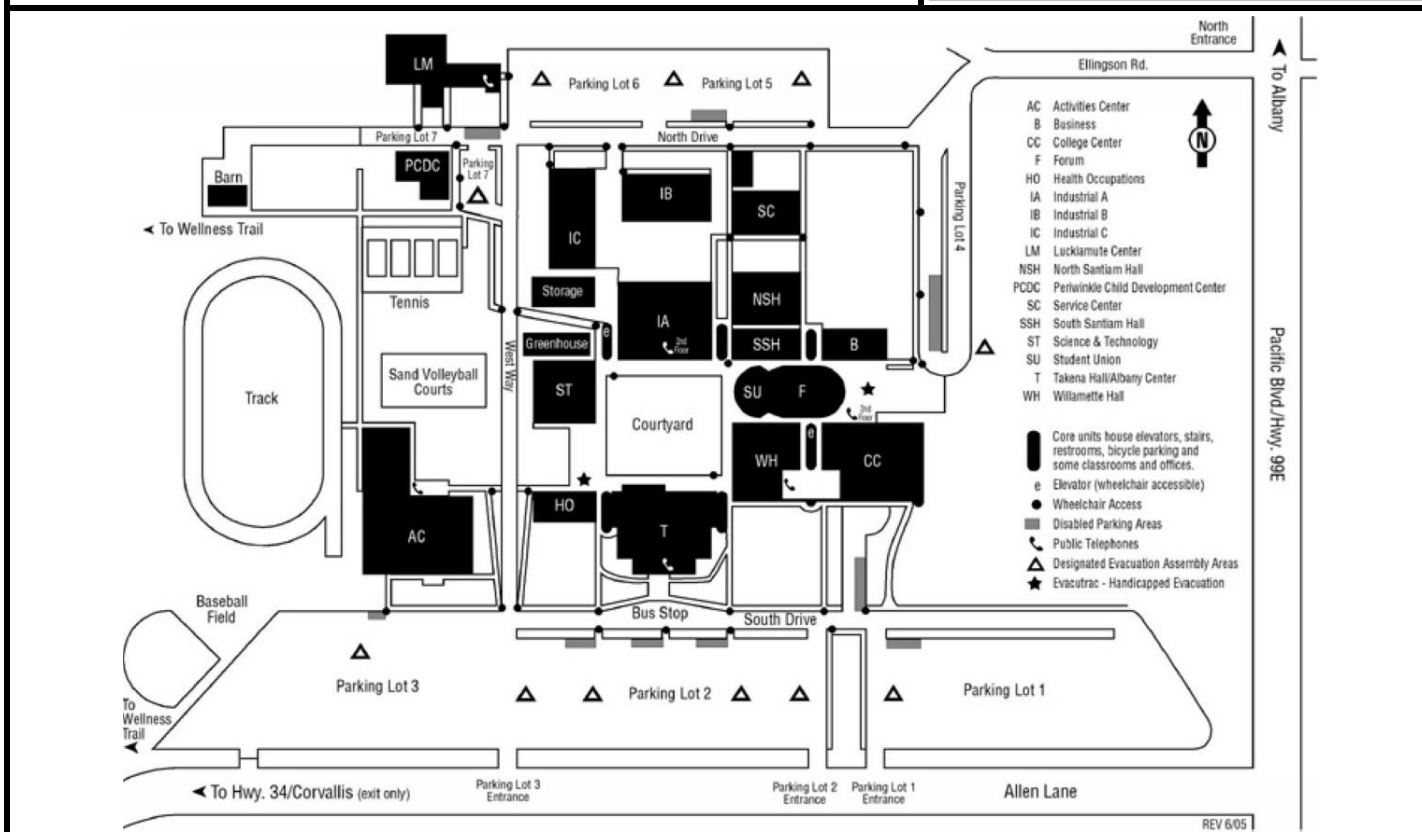 North
Entrance
To Albany
Ellingson Rd.
LM
Parking Lot 6
Parking Lot 5
AC Activities Center
B Business
CC College Center
F Forum
HO Health Occupations
IA Industrial A
IB Industrial B
IC Industrial C
LM Lucklamute Center
NSH North Santiam Hall
PCDC Periwinkle Child Development Center
SC Service Center
SSH South Santiam Hall
ST Science & Technology
SU Student Union
T Takena Hall/Albany Center
WH Willamette Hall
N
Parking Lot 7
North Drive
PCDC
Parking
Lot 7
Barn
IB
SC
Parking Lot 4
To Wellness Trail
IC
Tennis
Storage
NSH
IA
2nd
Floor
e
Greenhouse
SSH
B
West Way
Pacific Blvd./Hwy. 99E
Track
Sand Volleyball
Courts
ST
SU
F
2nd
Floor
Courtyard
e
WH
CC
Core units house elevators, stairs,
restrooms, bicycle parking and
some classrooms and offices.
e Elevator (wheelchair accessible)
Wheelchair Access
Disabled Parking Areas
Public Telephones
Designated Evacuation Assembly Areas
Evacutrac - Handicapped Evacuation
HO
T
AC
Baseball
Field
Bus Stop
South Drive
Parking Lot 3
Parking Lot 2
Parking Lot 1
To
Wellness
Trail
To Hwy. 34/Corvallis (exit only)
Parking Lot 3
Entrance
Parking Lot 2
Entrance
Parking Lot 1
Entrance
Allen Lane
REV 6/05